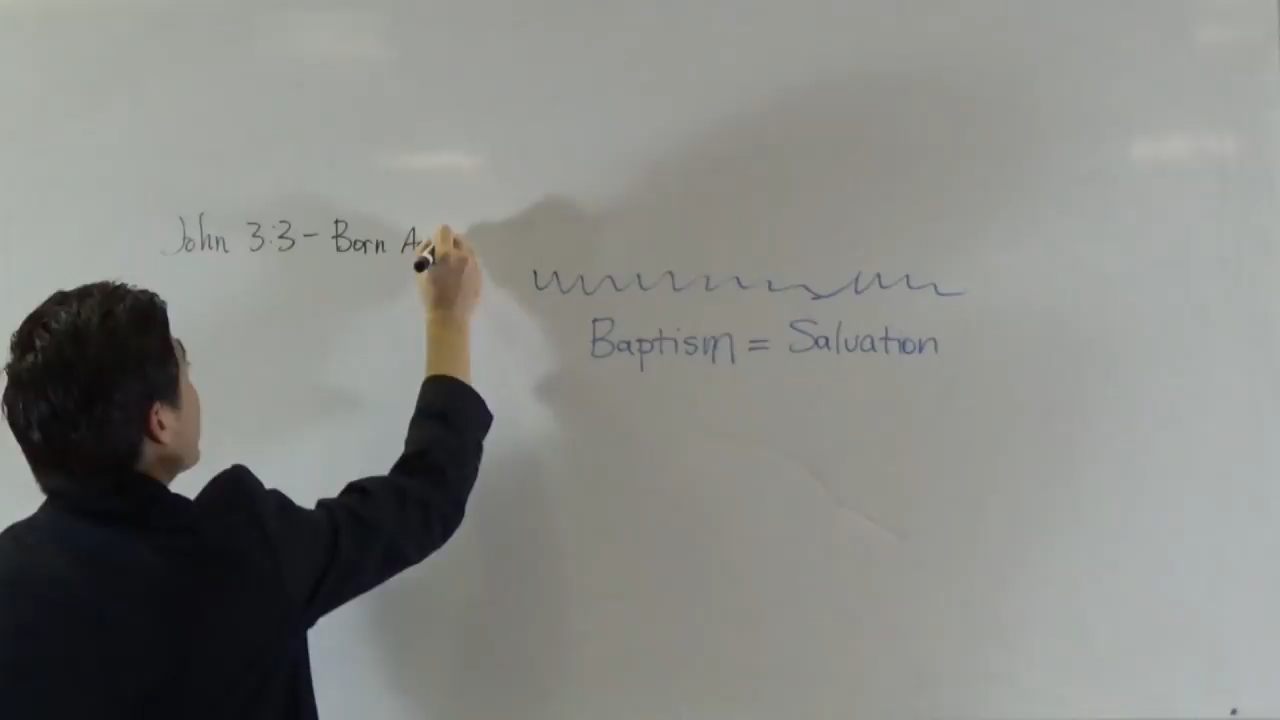 John 3:3 - Born
Baptism = Salvation